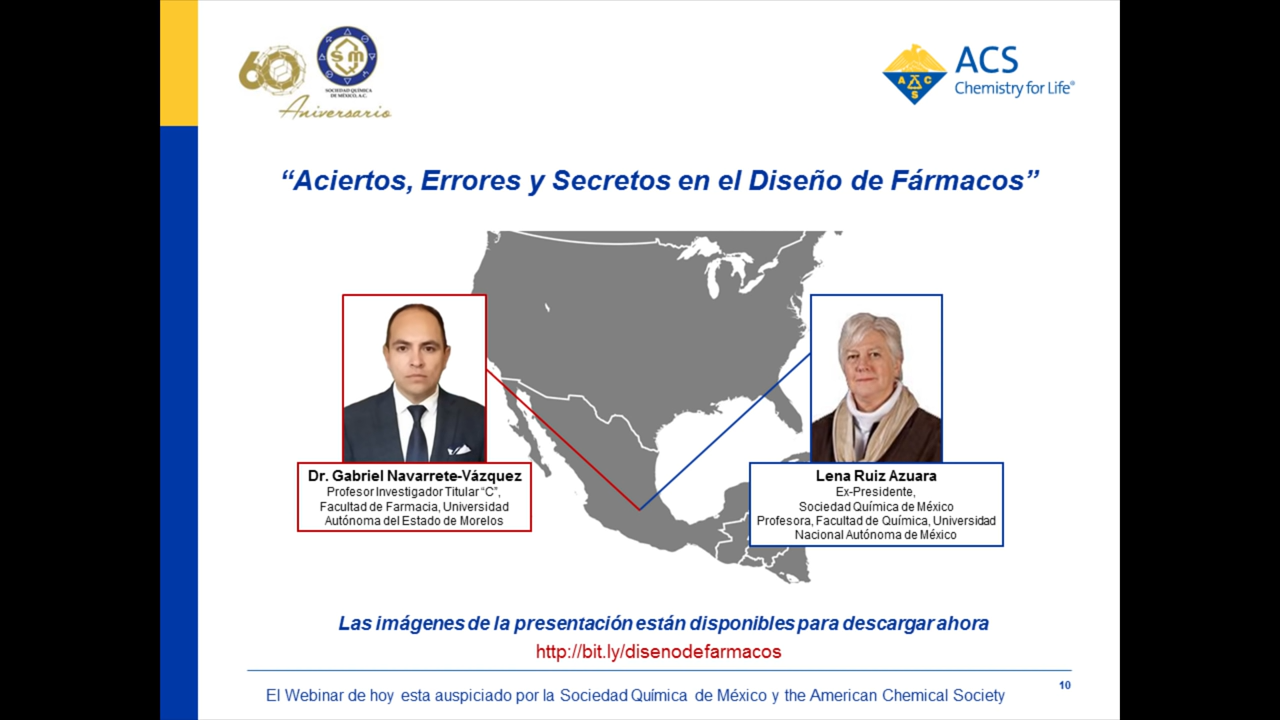 60
Aniversario
S Q M
SOCIEDAD QUÍMICA
DE MÉXICO, A.C.
A C S
ACS
Chemistry for Life®
“Aciertos, Errores y Secretos en el Diseño de Fármacos”
Dr. Gabriel Navarrete-Vázquez
Profesor Investigador Titular “C”,
Facultad de Farmacia, Universidad
Autónoma del Estado de Morelos
Lena Ruiz Azuara
Ex-Presidente,
Sociedad Química de México
Profesora, Facultad de Química, Universidad
Nacional Autónoma de México
Las imágenes de la presentación están disponibles para descargar ahora
http://bit.ly/disenodefarmacos
10
El Webinar de hoy esta auspiciado por la Sociedad Química de México y the American Chemical Society